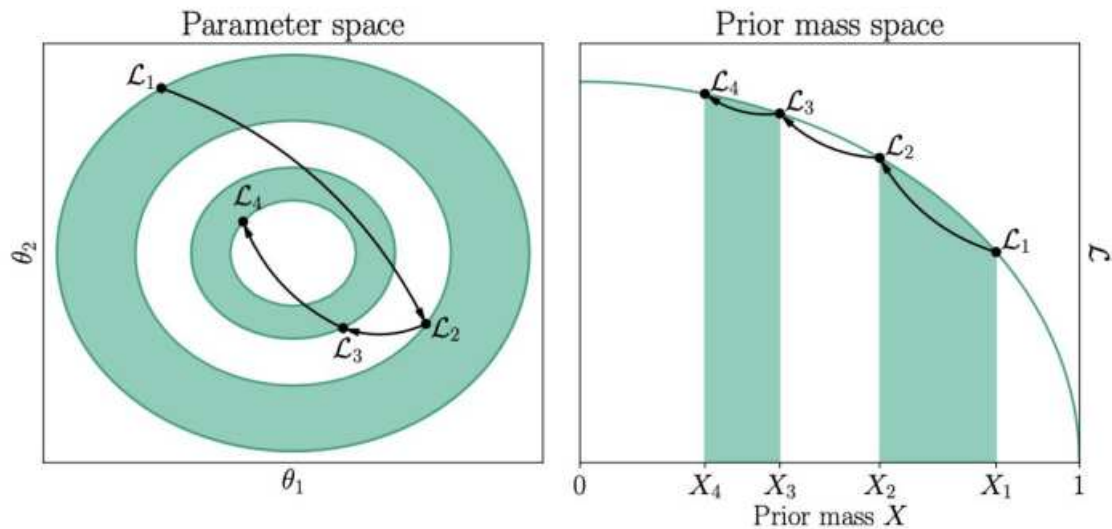 Parameter space
ℒ₁
ℒ₄
ℒ₃
ℒ₂
θ₂
θ₁
Prior mass space
ℒ₄
ℒ₃
ℒ₂
ℒ₁
ℒ
0 X₄ X₃ X₂ X₁ 1
Prior mass X